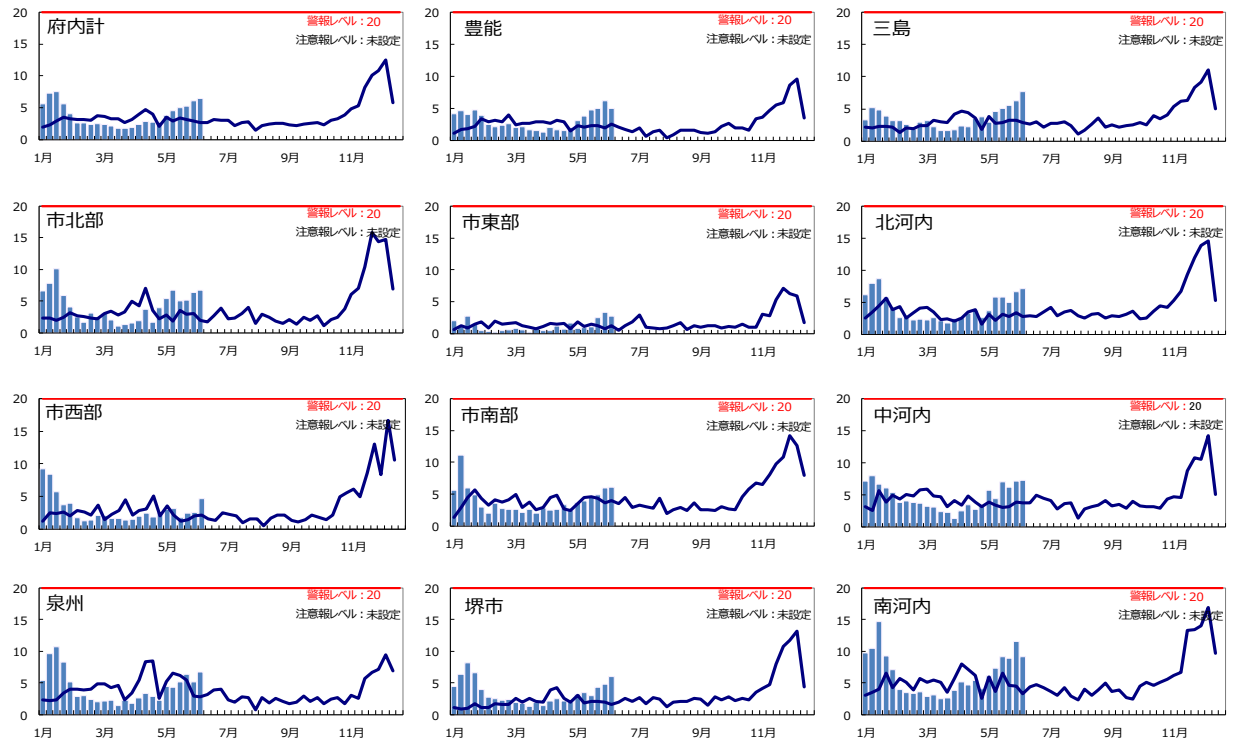 府内計
警報レベル：20
注意報レベル：未設定
20
15
10
5
0
1月 3月 5月 7月 9月 11月
豊能
警報レベル：20
注意報レベル：未設定
20
15
10
5
0
1月 3月 5月 7月 9月 11月
三島
警報レベル：20
注意報レベル：未設定
20
15
10
5
0
1月 3月 5月 7月 9月 11月
市北部
警報レベル：20
注意報レベル：未設定
20
15
10
5
0
1月 3月 5月 7月 9月 11月
市東部
警報レベル：20
注意報レベル：未設定
20
15
10
5
0
1月 3月 5月 7月 9月 11月
北河内
警報レベル：20
注意報レベル：未設定
20
15
10
5
0
1月 3月 5月 7月 9月 11月
市西部
警報レベル：20
注意報レベル：未設定
20
15
10
5
0
1月 3月 5月 7月 9月 11月
市南部
警報レベル：20
注意報レベル：未設定
20
15
10
5
0
1月 3月 5月 7月 9月 11月
中河内
警報レベル：20
注意報レベル：未設定
20
15
10
5
0
1月 3月 5月 7月 9月 11月
泉州
警報レベル：20
注意報レベル：未設定
20
15
10
5
0
1月 3月 5月 7月 9月 11月
堺市
警報レベル：20
注意報レベル：未設定
20
15
10
5
0
1月 3月 5月 7月 9月 11月
南河内
警報レベル：20
注意報レベル：未設定
20
15
10
5
0
1月 3月 5月 7月 9月 11月